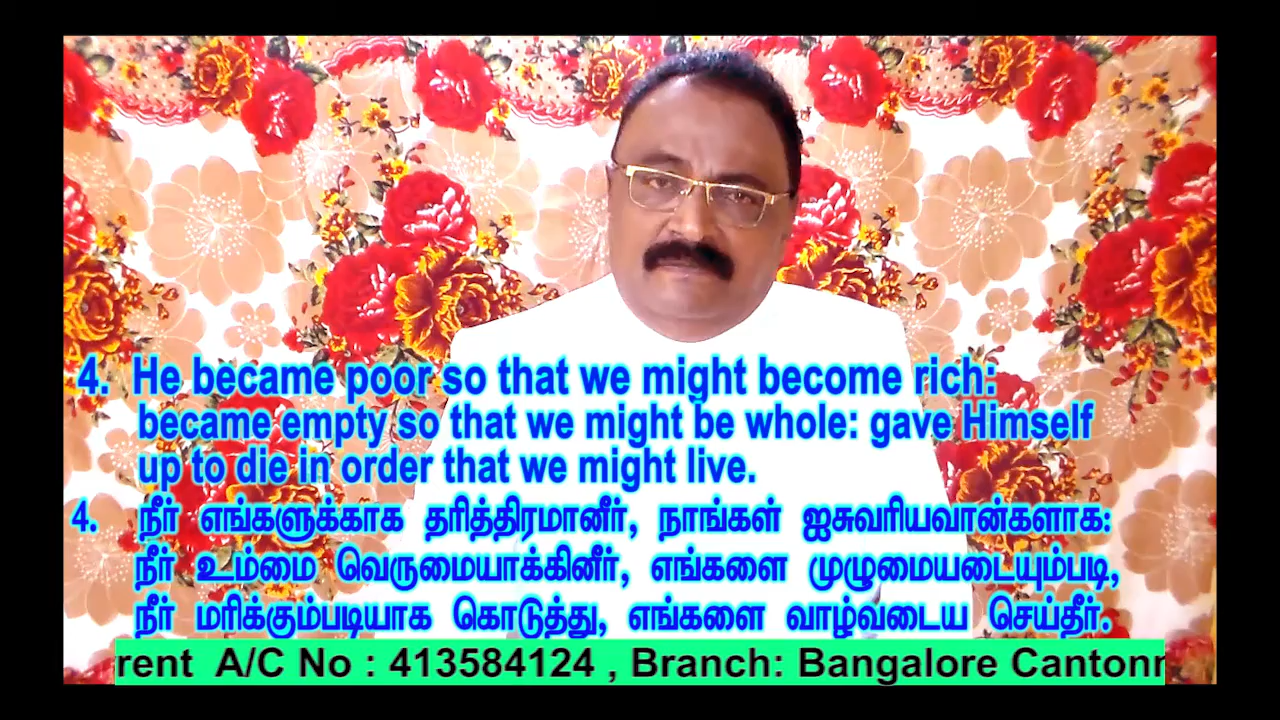 4. He became poor so that we might become rich:
became empty so that we might be whole: gave Himself
up to die in order that we might live.
4. நீர் எங்களுக்காக தரித்திரமானீர், நாங்கள் ஐசுவரியவான்களாக:
நீர் உம்மை வெருமையாக்கினீர், எங்களை முழுமையடையும்படி,
நீர் மரிக்கும்படியாக கொடுத்து, எங்களை வாழ்வடைய செய்தீர்.
rent A/C No : 413584124 , Branch: Bangalore Cantonn